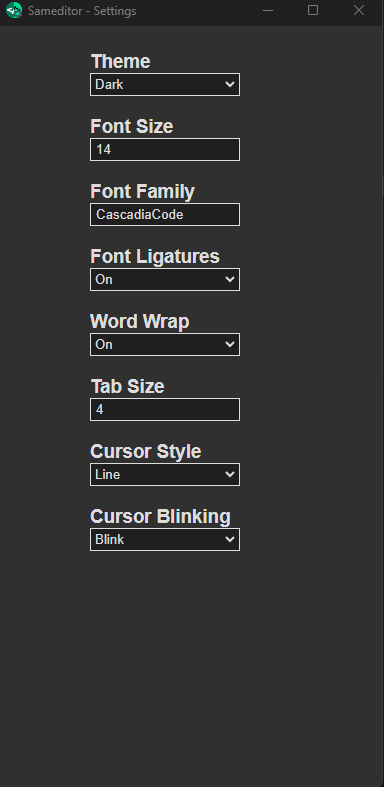 Sameditor - Settings
Theme
Dark
Font Size
14
Font Family
CascadiaCode
Font Ligatures
On
Word Wrap
On
Tab Size
4
Cursor Style
Line
Cursor Blinking
Blink